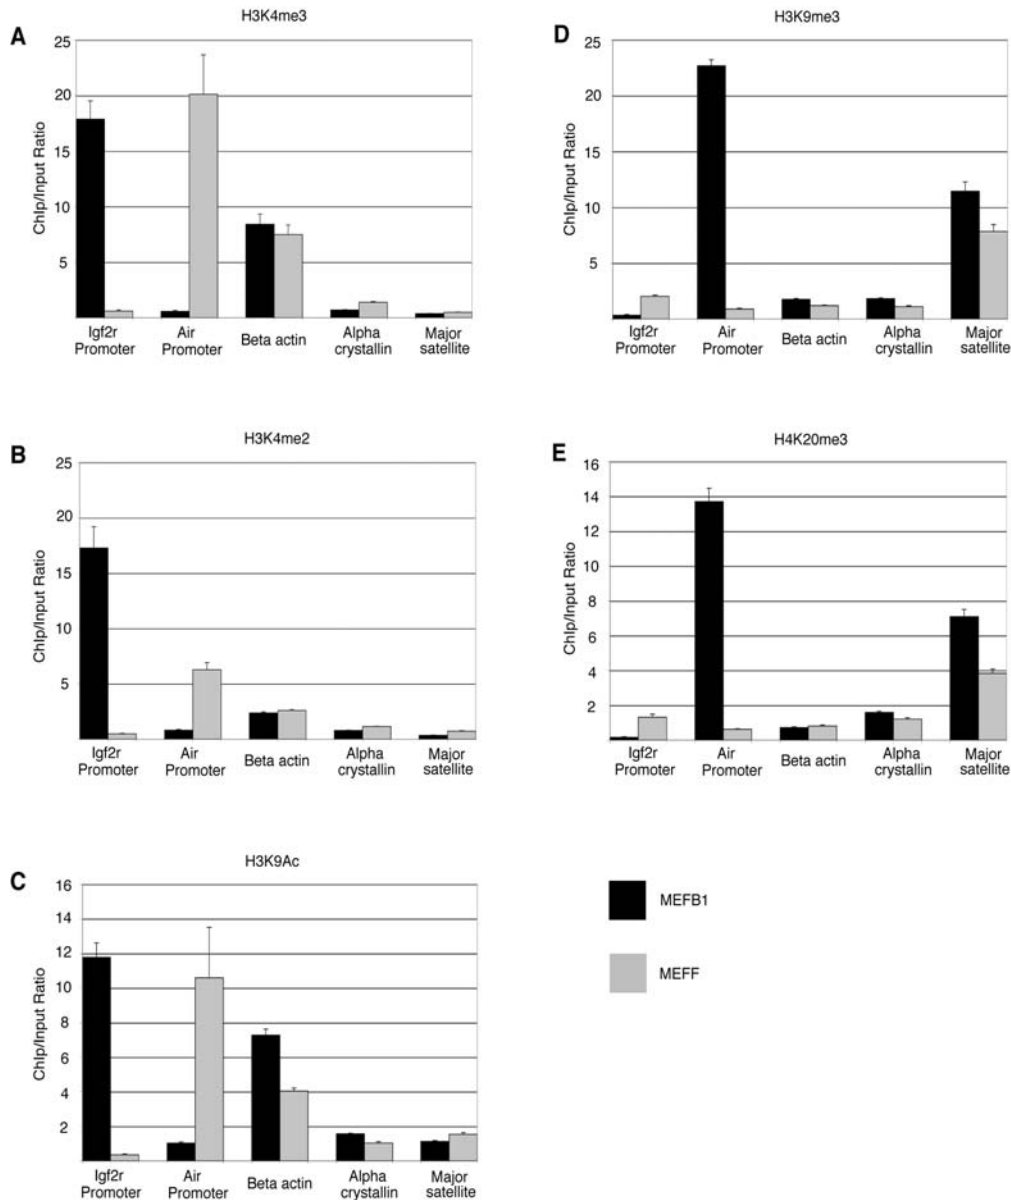 A
H3K4me3
ChIp/Input Ratio
25
20
15
10
5
Igf2r
Promoter
Air
Promoter
Beta actin
Alpha
crystallin
Major
satellite
B
H3K4me2
ChIp/Input Ratio
25
20
15
10
5
Igf2r
Promoter
Air
Promoter
Beta actin
Alpha
crystallin
Major
satellite
C
H3K9Ac
ChIp/Input Ratio
16
14
12
10
8
6
4
2
Igf2r
Promoter
Air
Promoter
Beta actin
Alpha
crystallin
Major
satellite
D
H3K9me3
ChIp/Input Ratio
25
20
15
10
5
Igf2r
Promoter
Air
Promoter
Beta actin
Alpha
crystallin
Major
satellite
E
H4K20me3
ChIp/Input Ratio
16
14
12
10
8
6
4
2
Igf2r
Promoter
Air
Promoter
Beta actin
Alpha
crystallin
Major
satellite
MEFB1
MEFF